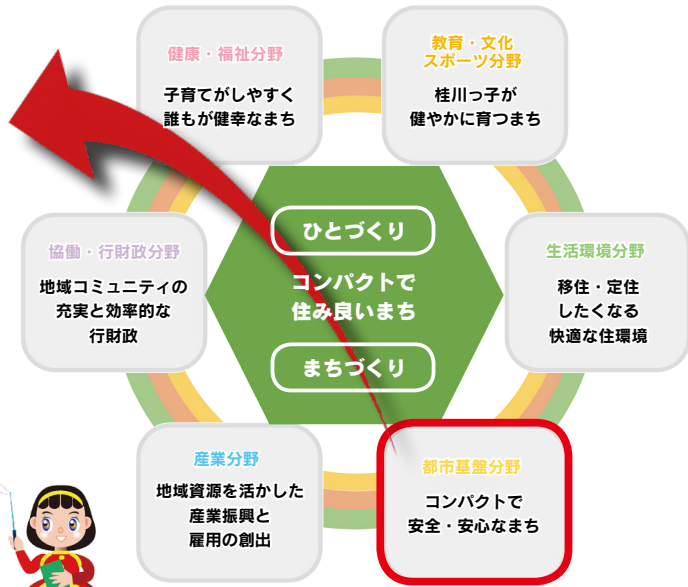 健康・福祉分野
子育てがしやすく
誰もが健幸なまち
教育・文化
スポーツ分野
桂川っ子が
健やかに育つまち
協働・行財政分野
地域コミュニティの
充実と効率的な
行財政
ひとづくり
コンパクトで
住み良いまち
まちづくり
生活環境分野
移住・定住
したくなる
快適な住環境
産業分野
地域資源を活かした
産業振興と
雇用の創出
都市基盤分野
コンパクトで
安全・安心なまち